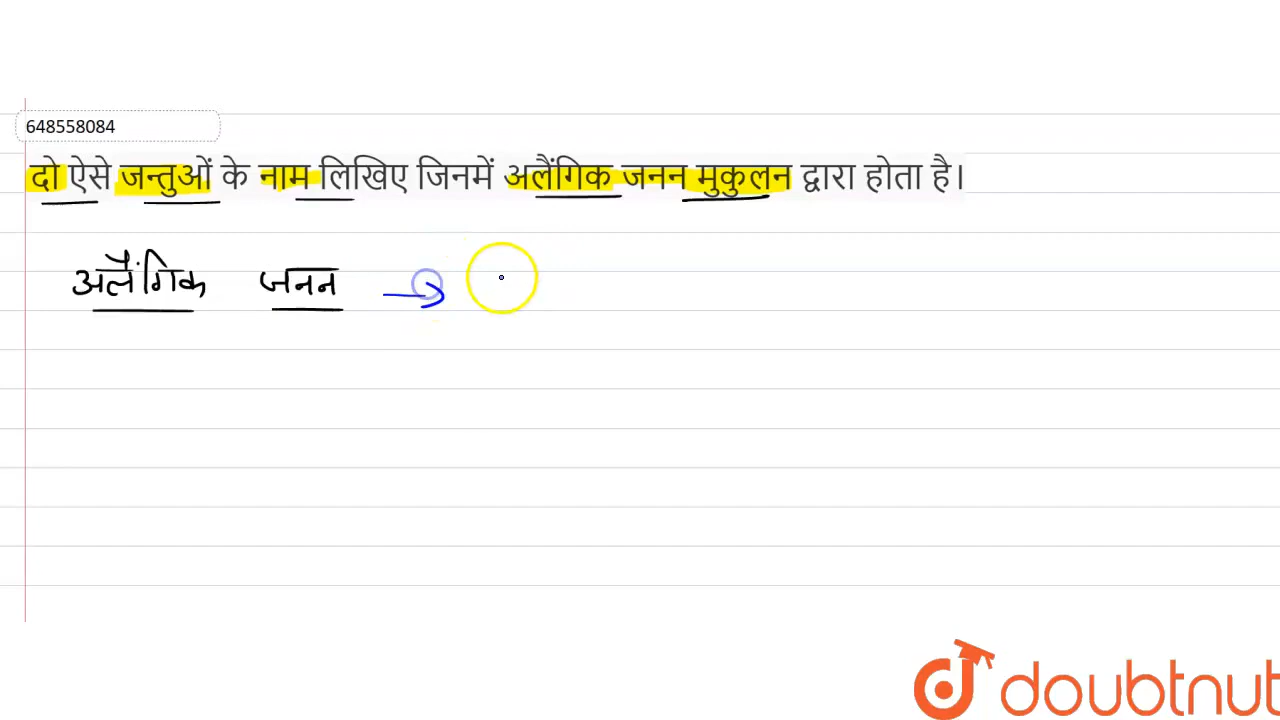 648558084
दो ऐसे जन्तुओं के नाम लिखिए जिनमें अलैंगिक जनन मुकुलन द्वारा होता है।
अलैंगिक जनन →
doubtnut